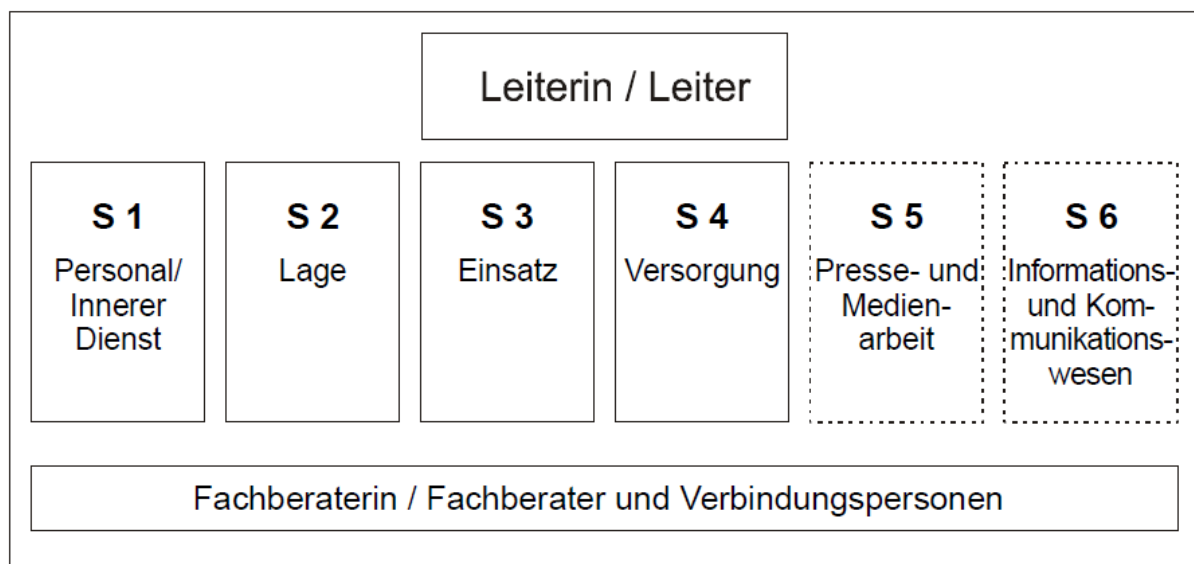 Leiterin / Leiter
S 1
Personal/
Innerer
Dienst
S 2
Lage
S 3
Einsatz
S 4
Versorgung
S 5
Presse- und
Medien-
arbeit
S 6
Informations-
und Kom-
munikations-
wesen
Fachberaterin / Fachberater und Verbindungspersonen